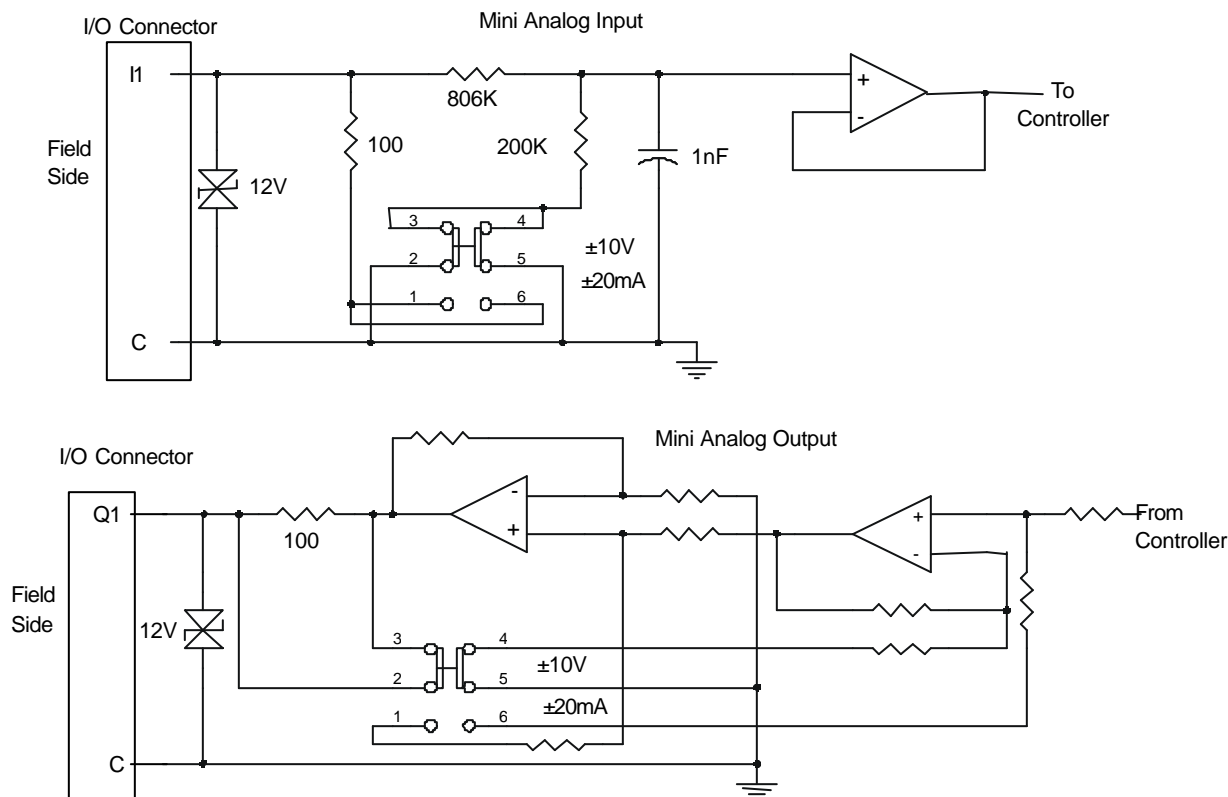 Mini Analog Input
I/O Connector
I1
+
-
To
Controller
806K
Field
Side
100
200K
1nF
12V
3
4
±10V
2
5
±20mA
1
6
C
Mini Analog Output
I/O Connector
Q1
-
+
+
-
From
Controller
100
Field
Side
12V
3
4
±10V
2
5
±20mA
1
6
C